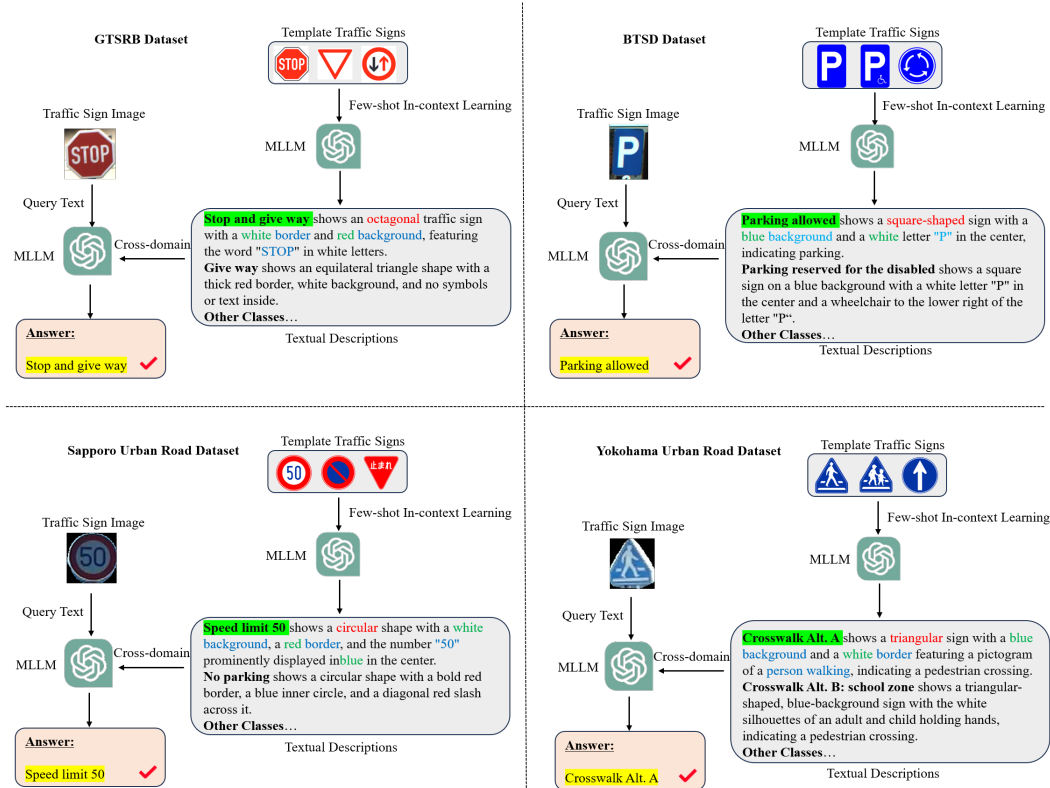 GTSRB Dataset
Template Traffic Signs
STOP
Few-shot In-context Learning
Traffic Sign Image
STOP
MLLM
Query Text
MLLM
Cross-domain
Stop and give way shows an octagonal traffic sign
with a white border and red background, featuring
the word "STOP" in white letters.
Give way shows an equilateral triangle shape with a
thick red border, white background, and no symbols
or text inside.
Other Classes…
Textual Descriptions
Answer:
Stop and give way
BTSD Dataset
Template Traffic Signs
P
P
Few-shot In-context Learning
Traffic Sign Image
P
MLLM
Query Text
MLLM
Cross-domain
Parking allowed shows a square-shaped sign with a
blue background and a white letter "P" in the center,
indicating parking.
Parking reserved for the disabled shows a square
sign on a blue background with a white letter "P" in
the center and a wheelchair to the lower right of the
letter "P“.
Other Classes…
Textual Descriptions
Answer:
Parking allowed
Sapporo Urban Road Dataset
Template Traffic Signs
50
止まれ
Few-shot In-context Learning
Traffic Sign Image
50
MLLM
Query Text
MLLM
Cross-domain
Speed limit 50 shows a circular shape with a white
background, a red border, and the number "50"
prominently displayed inblue in the center.
No parking shows a circular shape with a bold red
border, a blue inner circle, and a diagonal red slash
across it.
Other Classes…
Textual Descriptions
Answer:
Speed limit 50
Yokohama Urban Road Dataset
Template Traffic Signs
Few-shot In-context Learning
Traffic Sign Image
MLLM
Query Text
MLLM
Cross-domain
Crosswalk Alt. A shows a triangular sign with a blue
background and a white border featuring a pictogram
of a person walking, indicating a pedestrian crossing.
Crosswalk Alt. B: school zone shows a triangular-
shaped, blue-background sign with the white
silhouettes of an adult and child holding hands,
indicating a pedestrian crossing.
Other Classes…
Textual Descriptions
Answer:
Crosswalk Alt. A